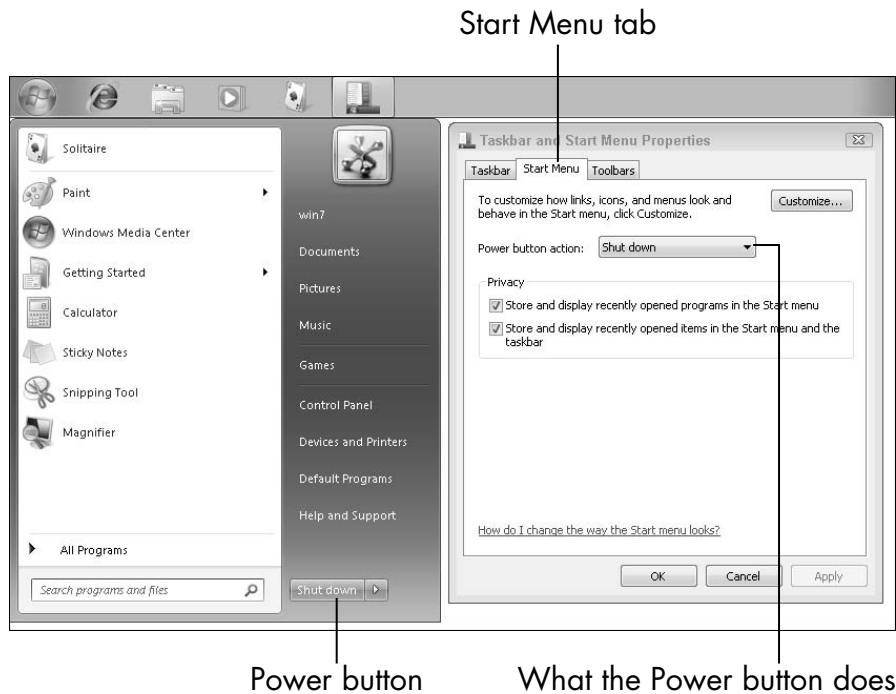 Start Menu tab
Solitaire
Paint
Windows Media Center
Getting Started
Calculator
Sticky Notes
Snipping Tool
Magnifier
All Programs
Search programs and files
win7
Documents
Pictures
Music
Games
Control Panel
Devices and Printers
Default Programs
Help and Support
Shut down
Taskbar and Start Menu Properties
Taskbar Start Menu Toolbars
To customize how links, icons, and menus look and
behave in the Start menu, click Customize.
Customize...
Power button action: Shut down
Privacy
Store and display recently opened programs in the Start menu
Store and display recently opened items in the Start menu and the
taskbar
How do I change the way the Start menu looks?
OK Cancel Apply
Power button
What the Power button does